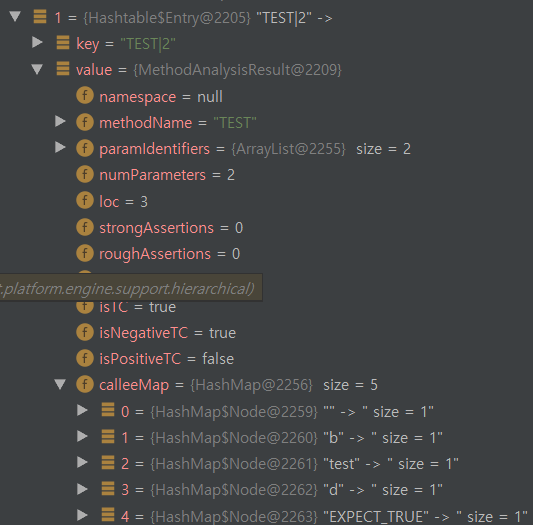 1 = {Hashtable$Entry@2205} "TEST|2" ->
key = "TEST|2"
value = {MethodAnalysisResult@2209}
f namespace = null
f methodName = "TEST"
f paramIdentifiers = {ArrayList@2255} size = 2
f numParameters = 2
f loc = 3
f strongAssertions = 0
f roughAssertions = 0
.platform.engine.support.hierarchical)
f isTC = true
f isNegativeTC = true
f isPositiveTC = false
f calleeMap = {HashMap@2256} size = 5
0 = {HashMap$Node@2259} "" -> " size = 1"
1 = {HashMap$Node@2260} "b" -> " size = 1"
2 = {HashMap$Node@2261} "test" -> " size = 1"
3 = {HashMap$Node@2262} "d" -> " size = 1"
4 = {HashMap$Node@2263} "EXPECT_TRUE" -> " size = 1"